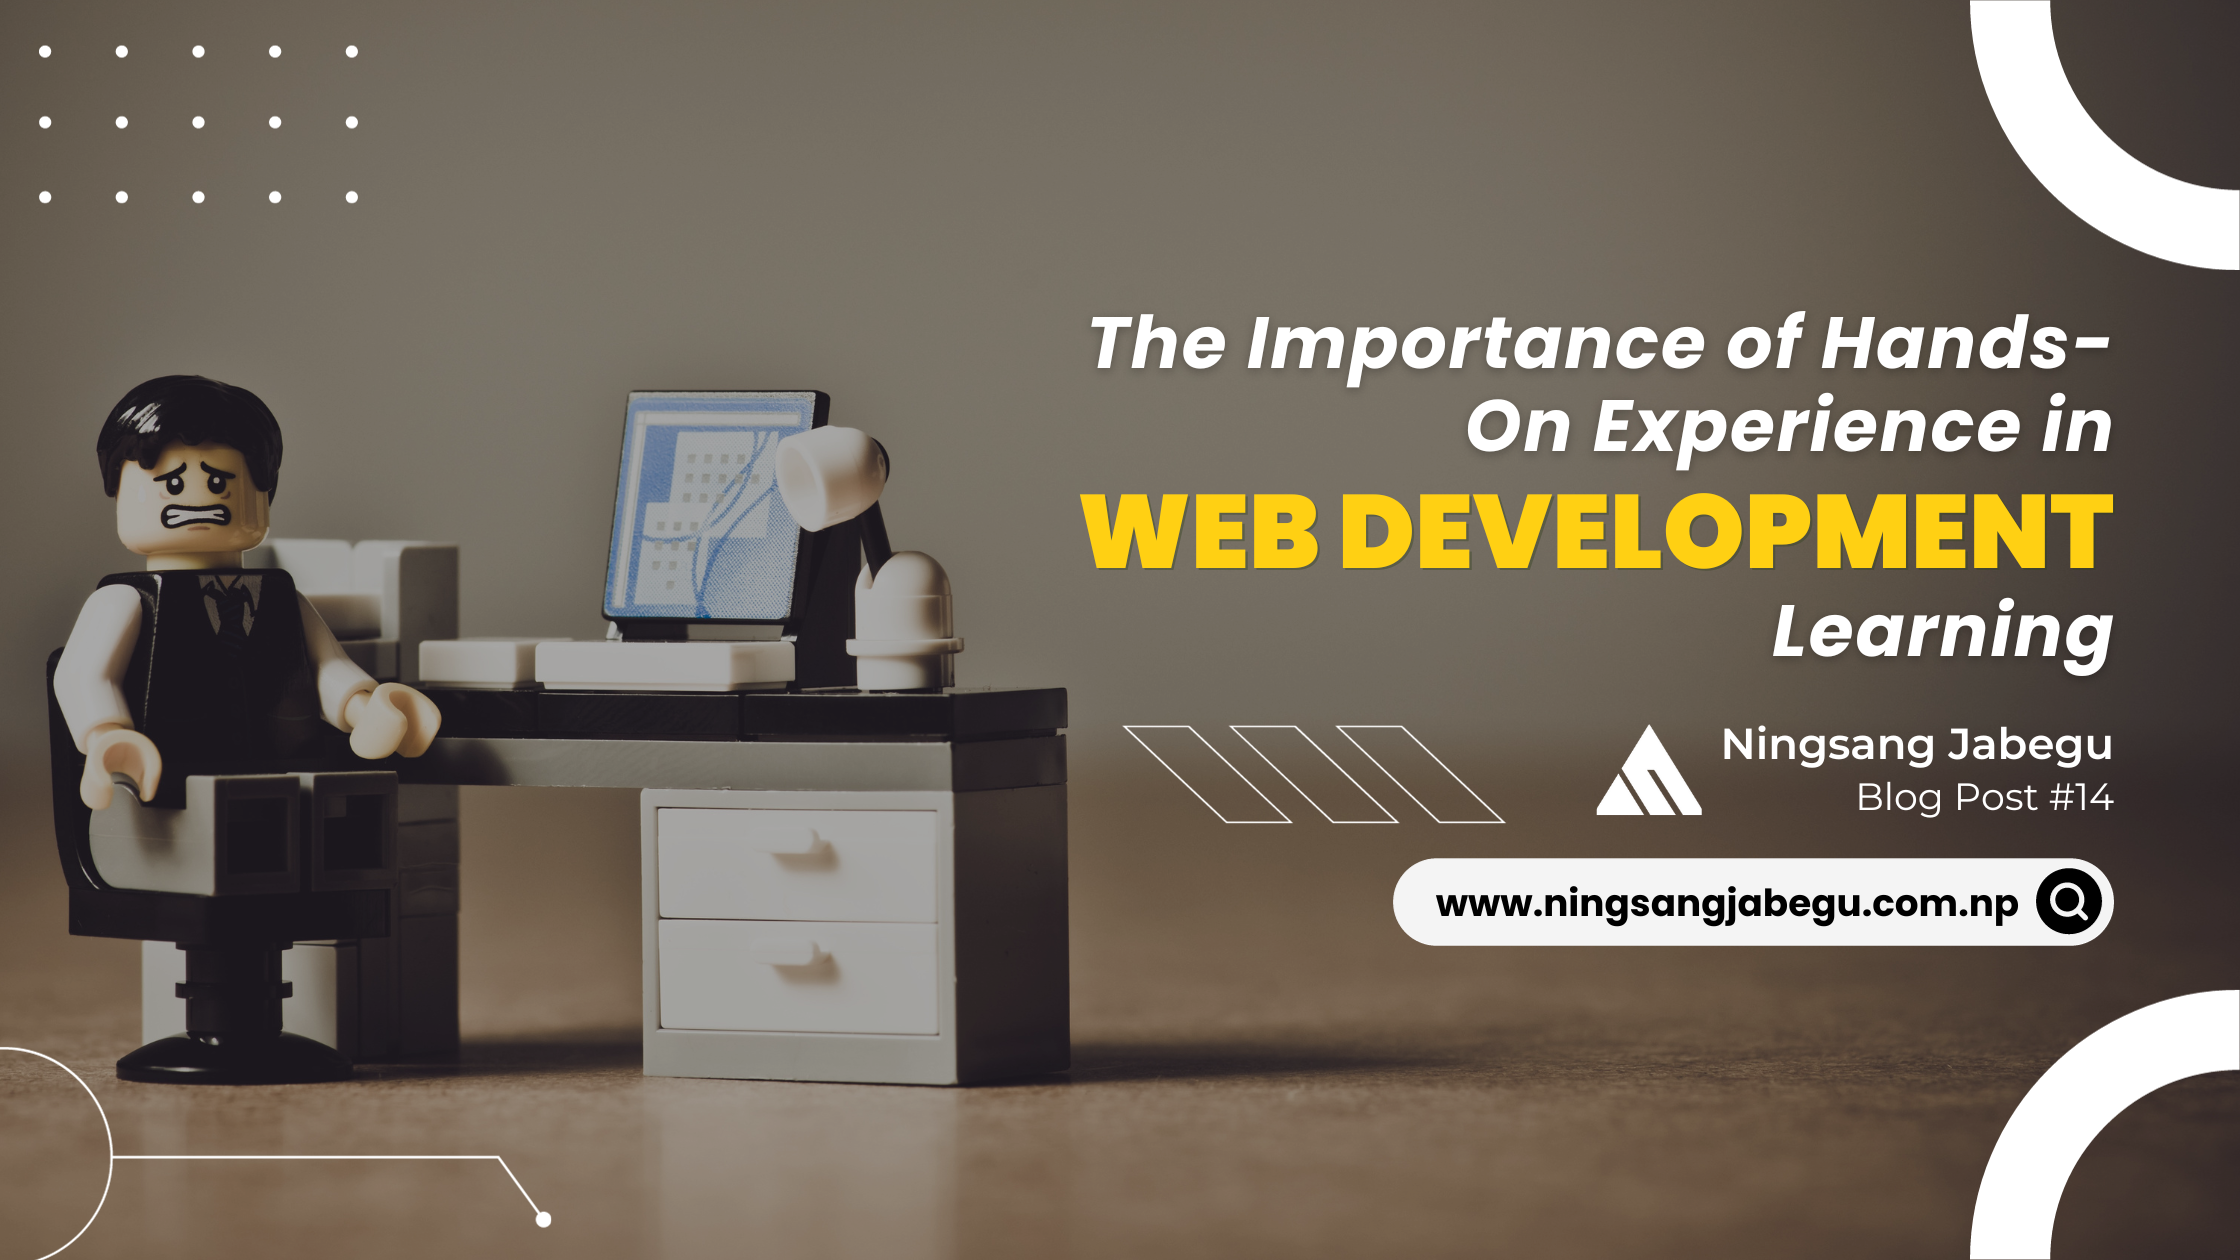 The Importance of Hands-
On Experience in
WEB DEVELOPMENT
Learning
Ningsang Jabegu
Blog Post #14
www.ningsangjabegu.com.np